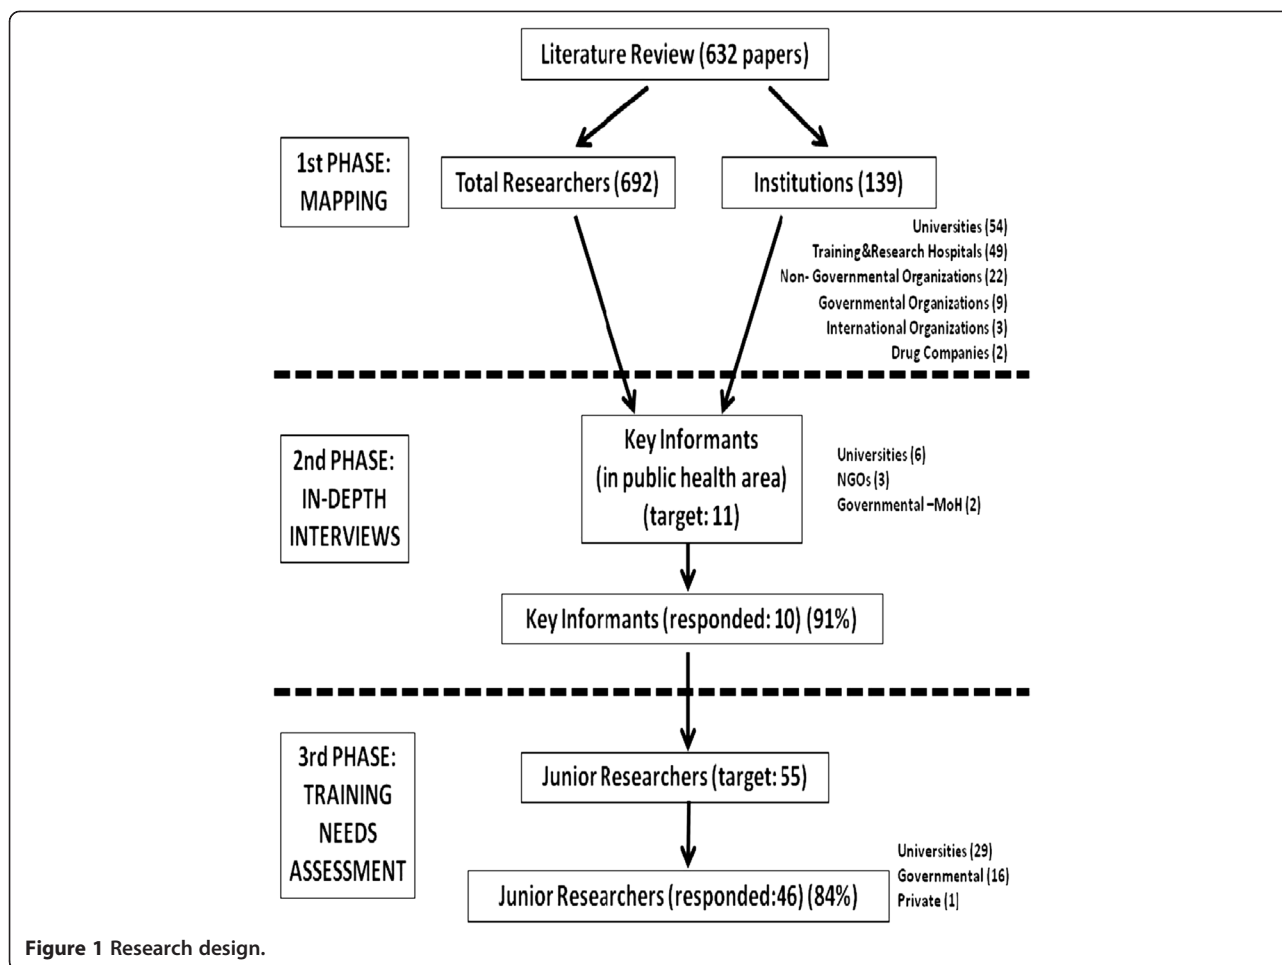 Literature Review (632 papers)
1st PHASE:
MAPPING
Total Researchers (692)
Institutions (139)
Universities (54)
Training&Research Hospitals (49)
Non- Governmental Organizations (22)
Governmental Organizations (9)
International Organizations (3)
Drug Companies (2)
2nd PHASE:
IN-DEPTH
INTERVIEWS
Key Informants
(in public health area)
(target: 11)
Universities (6)
NGOs (3)
Governmental –MoH (2)
Key Informants (responded: 10) (91%)
3rd PHASE:
TRAINING
NEEDS
ASSESSMENT
Junior Researchers (target: 55)
Junior Researchers (responded:46) (84%)
Universities (29)
Governmental (16)
Private (1)
Figure 1 Research design.